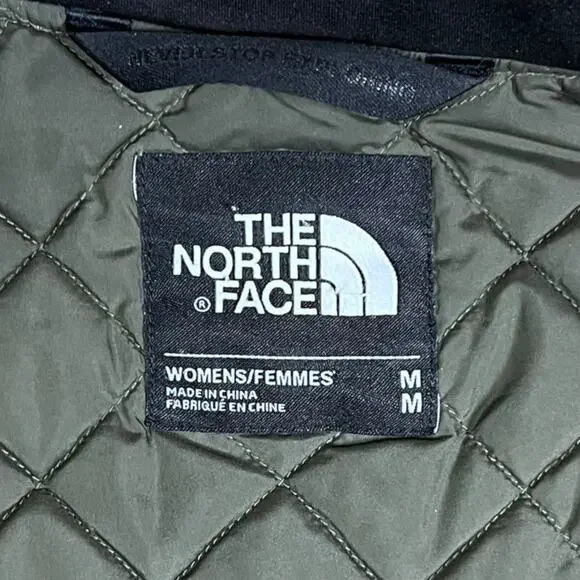 NEVER STOP EXPLORING
THE
NORTH
® FACE
WOMENS/FEMMES M
MADE IN CHINA M
FABRIQUÉ EN CHINE